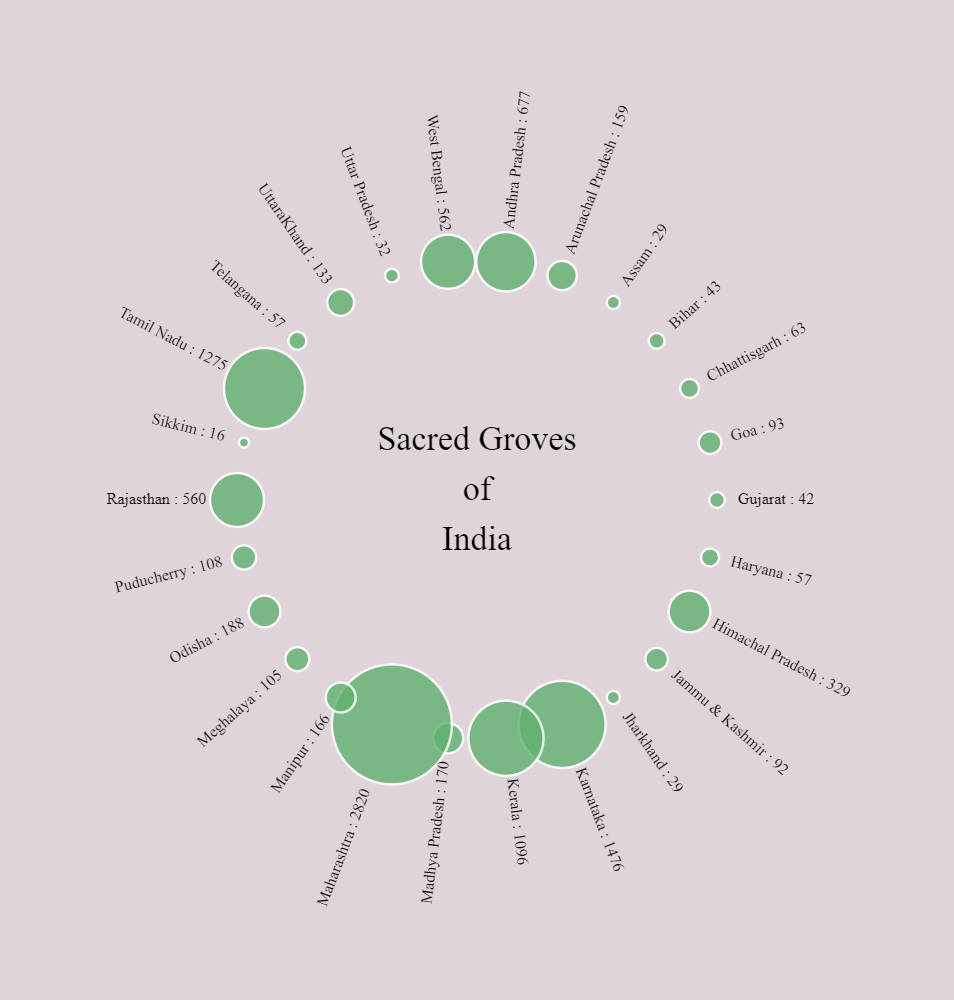 Sacred Groves
of
India
Andhra Pradesh : 677
Arunachal Pradesh : 159
Assam : 29
Bihar : 43
Chhattisgarh : 63
Goa : 93
Gujarat : 42
Haryana : 57
Himachal Pradesh : 329
Jammu & Kashmir : 92
Jharkhand : 29
Karnataka : 1476
Kerala : 1096
Madhya Pradesh : 170
Maharashtra : 2820
Manipur : 166
Meghalaya : 105
Odisha : 188
Puducherry : 108
Rajasthan : 560
Sikkim : 16
Tamil Nadu : 1275
Telangana : 57
UttaraKhand : 133
Uttar Pradesh : 32
West Bengal : 562